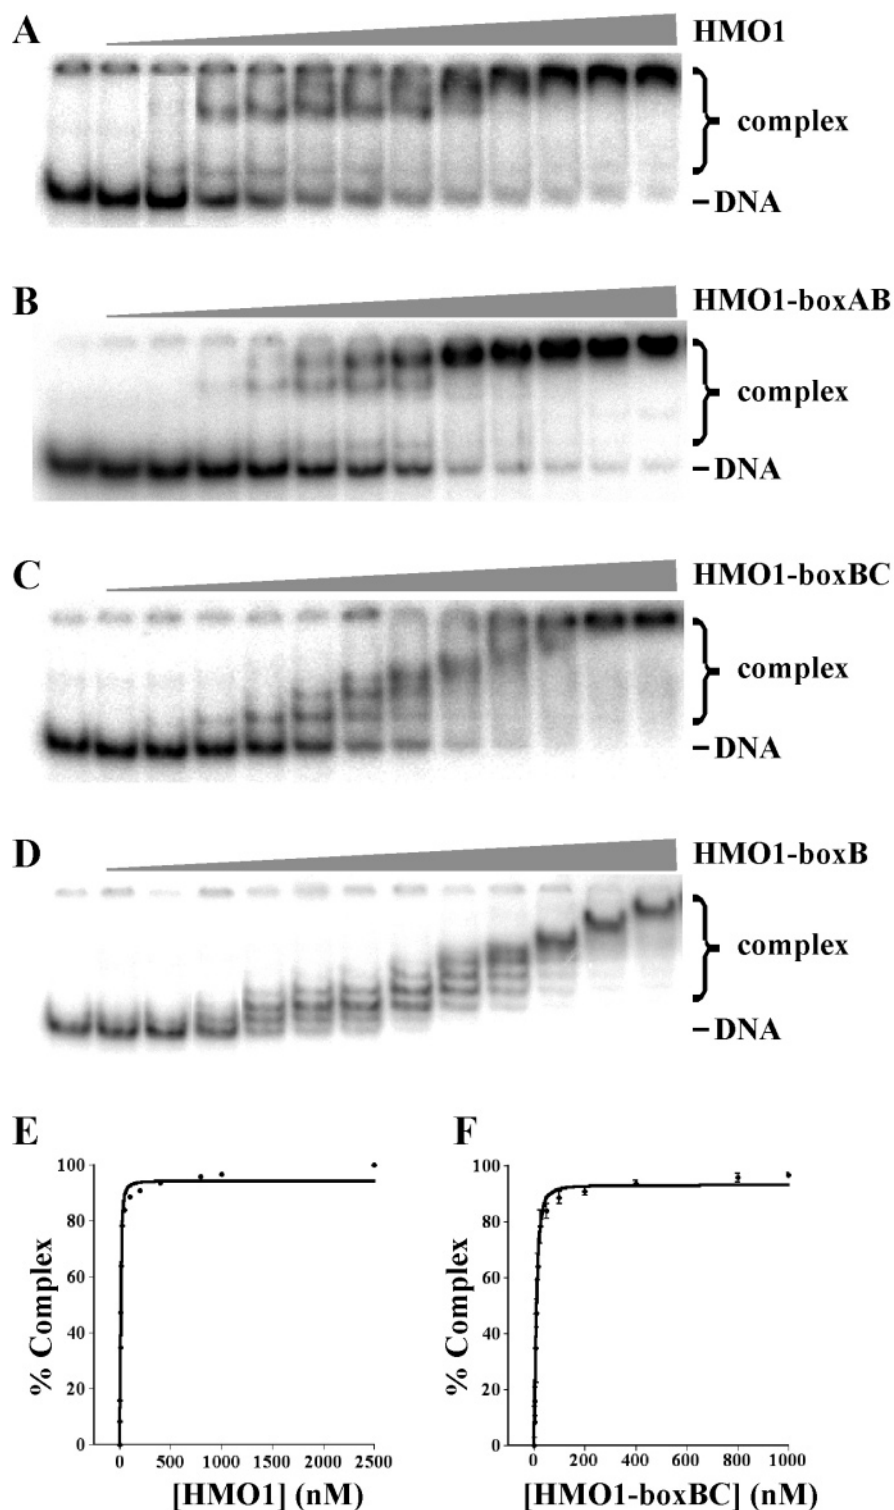 A
HMO1
complex
DNA
B
HMO1-boxAB
complex
DNA
C
HMO1-boxBC
complex
DNA
D
HMO1-boxB
complex
DNA
E
F
100
80
60
40
20
0
% Complex
0 500 1000 1500 2000 2500
[HMO1] (nM)
100
80
60
40
20
0
% Complex
0 200 400 600 800 1000
[HMO1-boxBC] (nM)